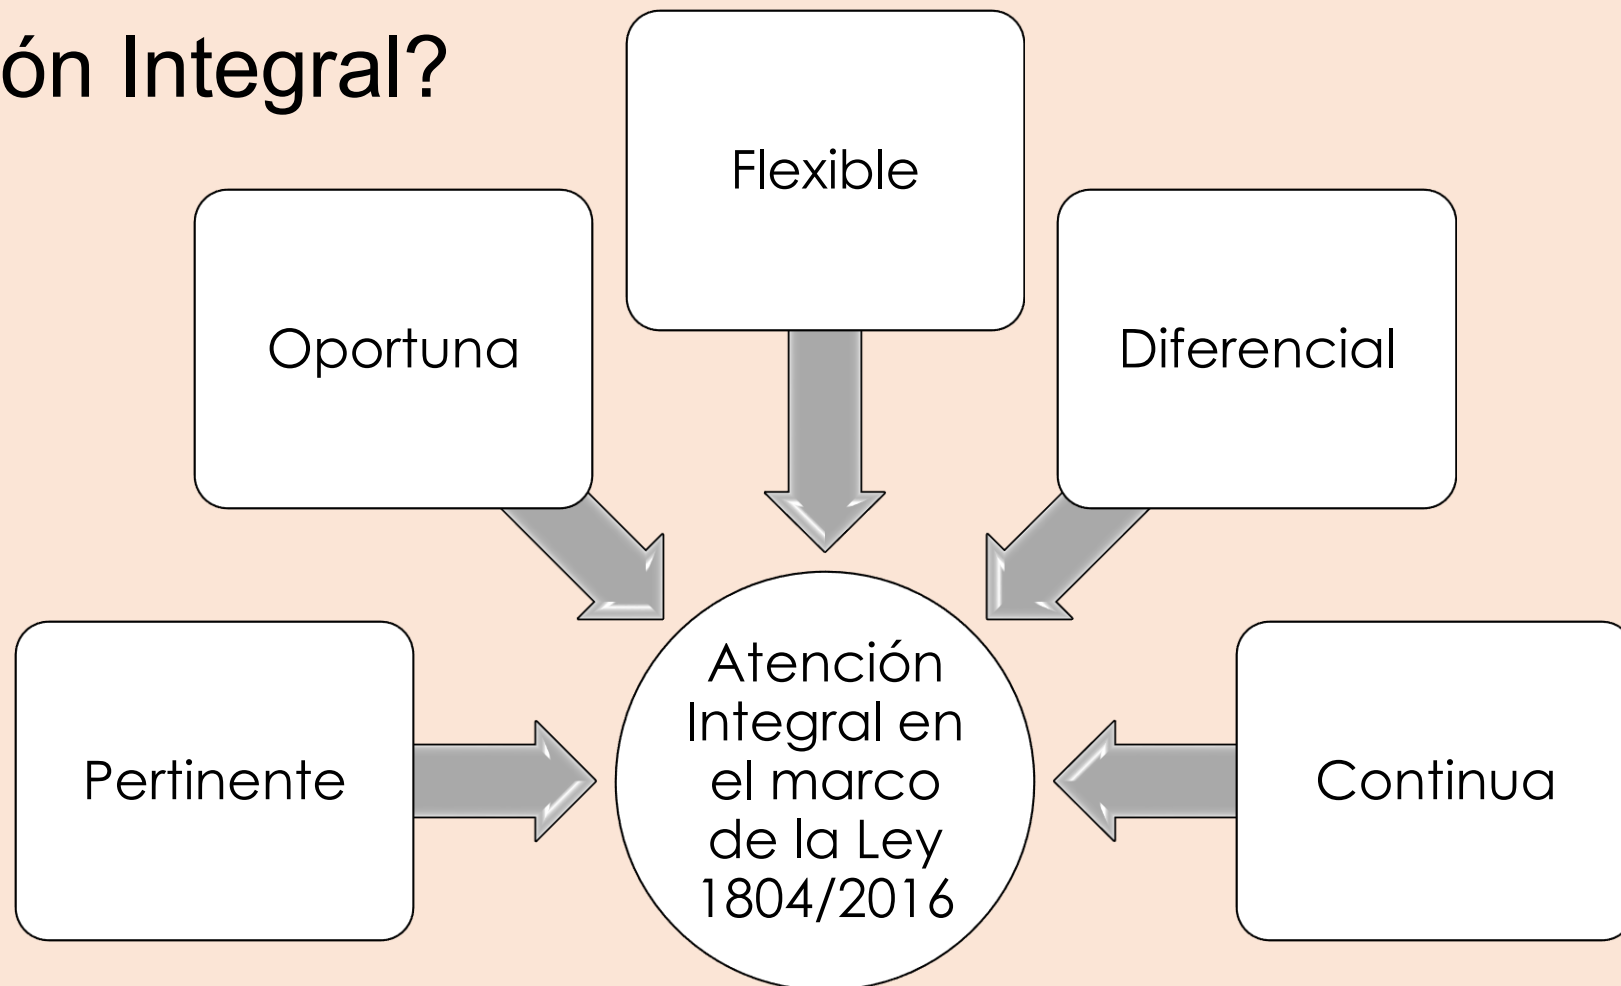 ón Integral?
Flexible
Oportuna
Diferencial
Pertinente
Atención
Integral en
el marco
de la Ley
1804/2016
Continua